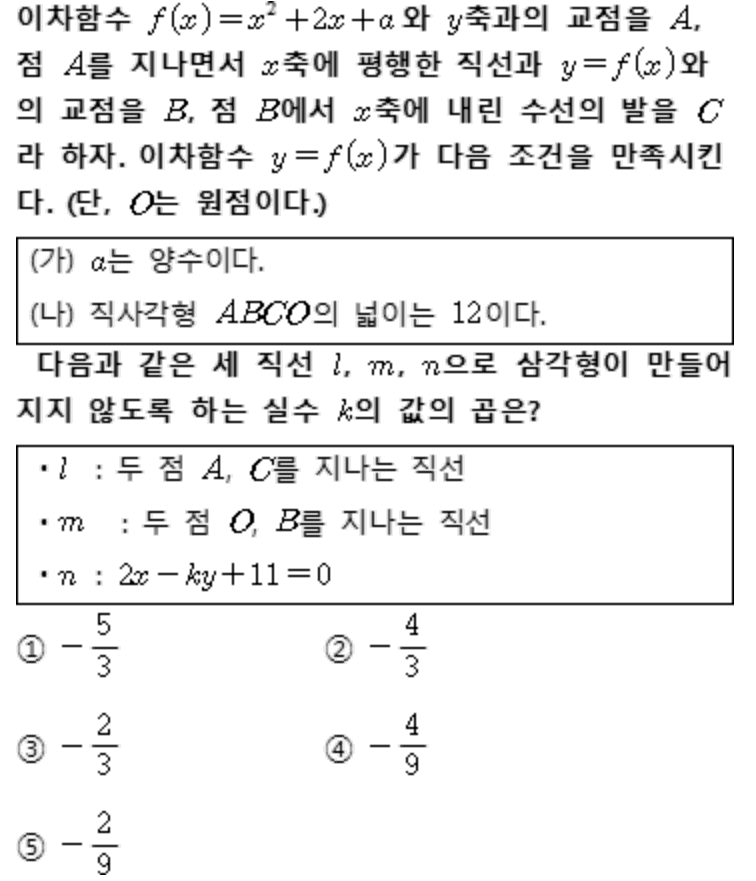 이차함수 f(x)=x²+2x+a 와 y축과의 교점을 A,
점 A를 지나면서 x축에 평행한 직선과 y=f(x)와
의 교점을 B, 점 B에서 x축에 내린 수선의 발을 C
라 하자. 이차함수 y=f(x)가 다음 조건을 만족시킨
다. (단, O는 원점이다.)
(가) a는 양수이다.
(나) 직사각형 ABCO의 넓이는 12이다.
다음과 같은 세 직선 l, m, n으로 삼각형이 만들어
지지 않도록 하는 실수 k의 값의 곱은?
・l : 두 점 A, C를 지나는 직선
・m : 두 점 O, B를 지나는 직선
・n : 2x-ky+11=0
① -5/3 ② -4/3
③ -2/3 ④ -4/9
⑤ -2/9